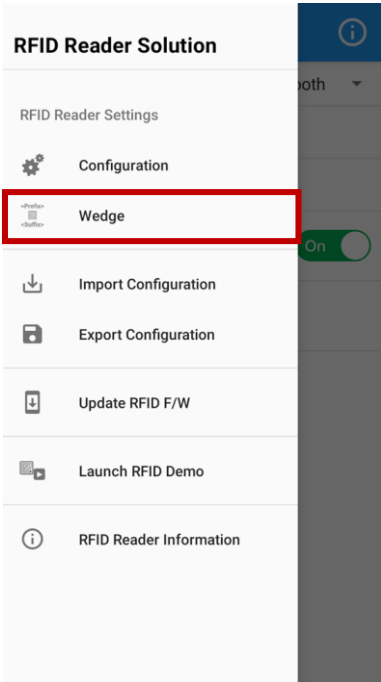 RFID Reader Solution
ooth
RFID Reader Settings
Configuration
<Prefix>
<Suffix>
Wedge
On
Import Configuration
Export Configuration
Update RFID F/W
Launch RFID Demo
RFID Reader Information